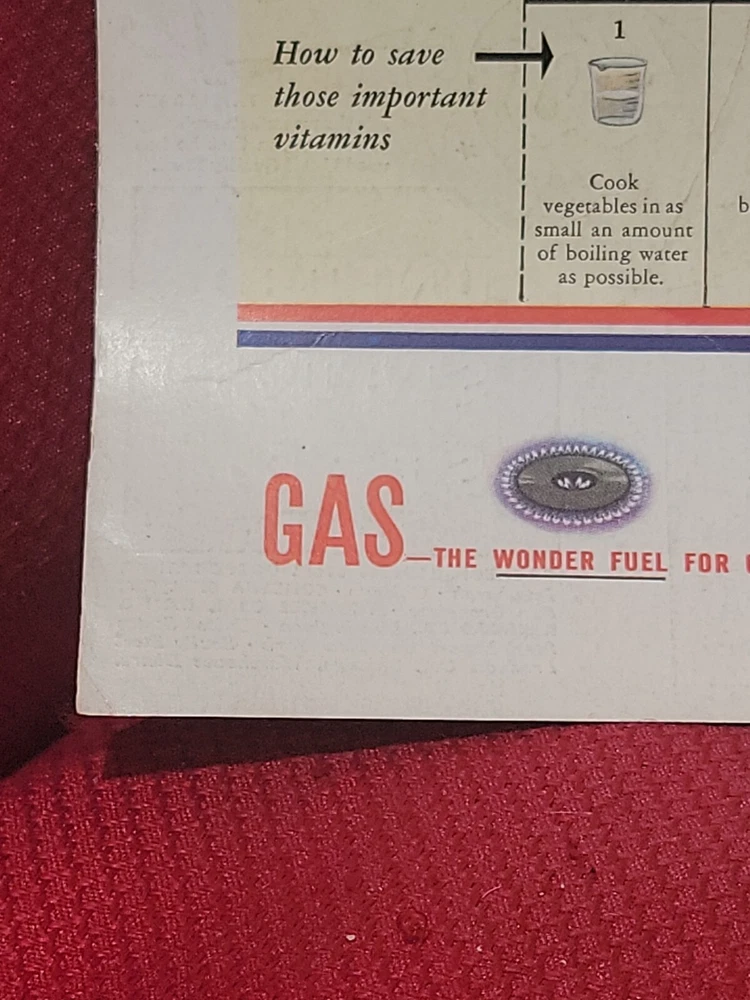 How to save
those important
vitamins
1
Cook
vegetables in as
small an amount
of boiling water
as possible.
b
GAS—THE WONDER FUEL FOR